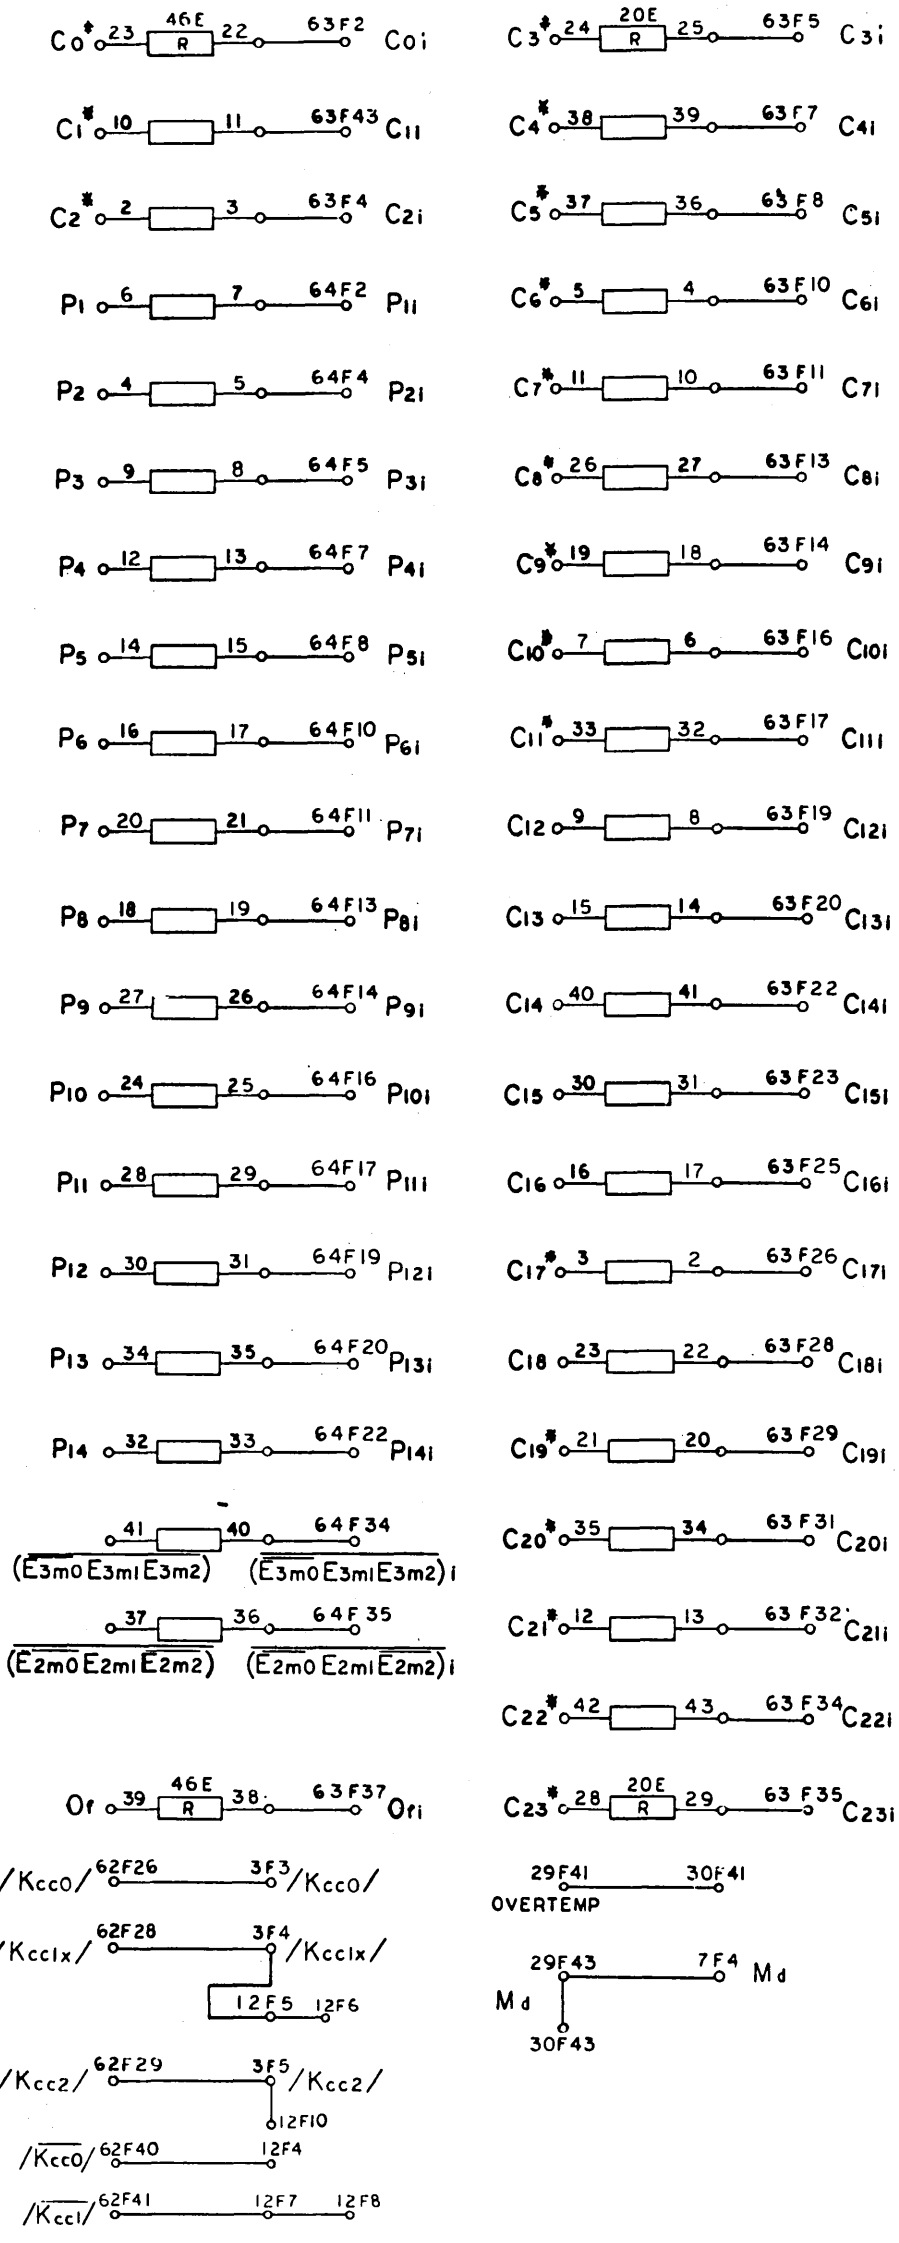 46E
C0* 23 R 22 63F2 C0i
C1* 10 11 63F43 C1i
C2* 2 3 63F4 C2i
P1 6 7 64F2 P1i
P2 4 5 64F4 P2i
P3 9 8 64F5 P3i
P4 12 13 64F7 P4i
P5 14 15 64F8 P5i
P6 16 17 64F10 P6i
P7 20 21 64F11 P7i
P8 18 19 64F13 P8i
P9 27 26 64F14 P9i
P10 24 25 64F16 P10i
P11 28 29 64F17 P11i
P12 30 31 64F19 P12i
P13 34 35 64F20 P13i
P14 32 33 64F22 P14i
41 40 64F34
(E3m0 E3m1 E3m2) (E3m0 E3m1 E3m2)i
37 36 64F35
(E2m0 E2m1 E2m2) (E2m0 E2m1 E2m2)i
46E
Of 39 R 38 63F37 Ofi
/Kcc0/ 62F26 3F3 /Kcc0/
/Kcc1x/ 62F28 3F4 /Kcc1x/
12F5 12F6
/Kcc2/ 62F29 3F5 /Kcc2/
12F10
/Kcc0/ 62F40 12F4
/Kcc1/ 62F41 12F7 12F8
20E
C3* 24 R 25 63F5 C3i
C4* 38 39 63F7 C4i
C5* 37 36 63F8 C5i
C6* 5 4 63F10 C6i
C7* 11 10 63F11 C7i
C8* 26 27 63F13 C8i
C9* 19 18 63F14 C9i
C10* 7 6 63F16 C10i
C11* 33 32 63F17 C11i
C12 9 8 63F19 C12i
C13 15 14 63F20 C13i
C14 40 41 63F22 C14i
C15 30 31 63F23 C15i
C16 16 17 63F25 C16i
C17* 3 2 63F26 C17i
C18 23 22 63F28 C18i
C19* 21 20 63F29 C19i
C20* 35 34 63F31 C20i
C21* 12 13 63F32 C21i
C22* 42 43 63F34 C22i
20E
C23* 28 R 29 63F35 C23i
29F41 30F41
OVERTEMP
29F43 7F4 Md
Md
30F43